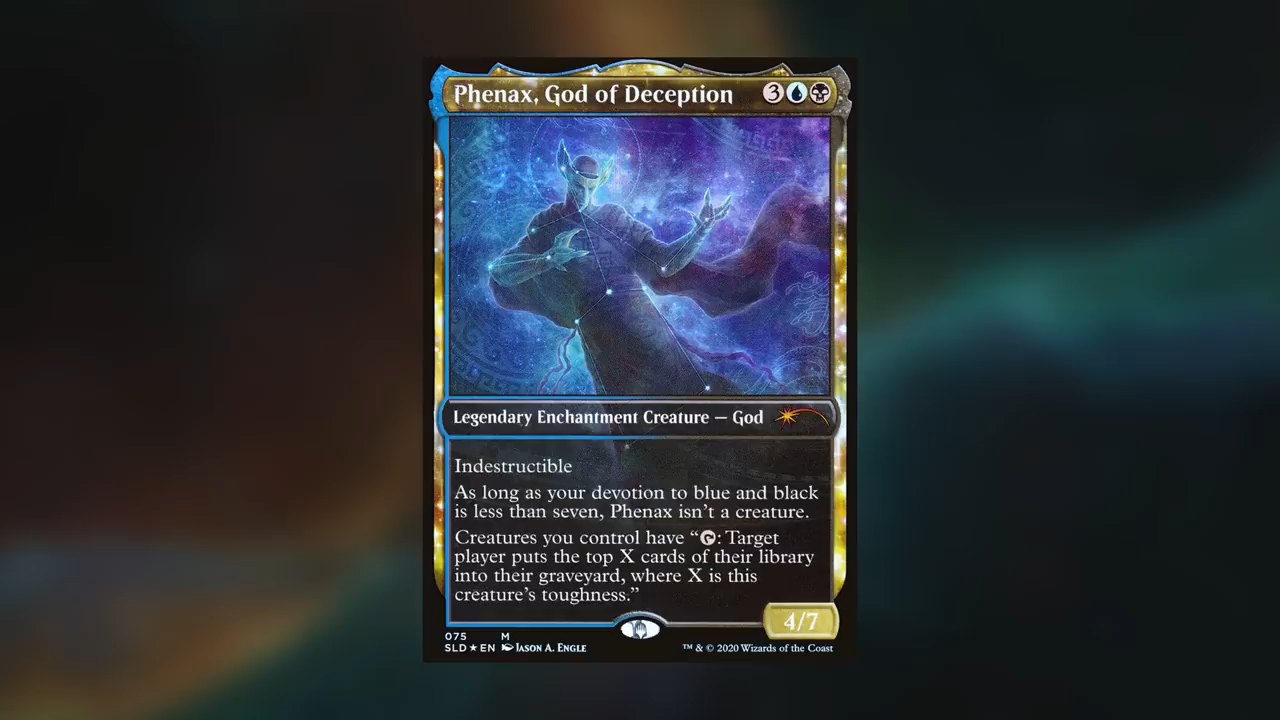 Phenax, God of Deception 3
Legendary Enchantment Creature — God
Indestructible
As long as your devotion to blue and black
is less than seven, Phenax isn't a creature.
Creatures you control have “: Target
player puts the top X cards of their library
into their graveyard, where X is this
creature's toughness.”
4/7
075 M
SLD ★ EN Jason A. Engle ™ & © 2020 Wizards of the Coast